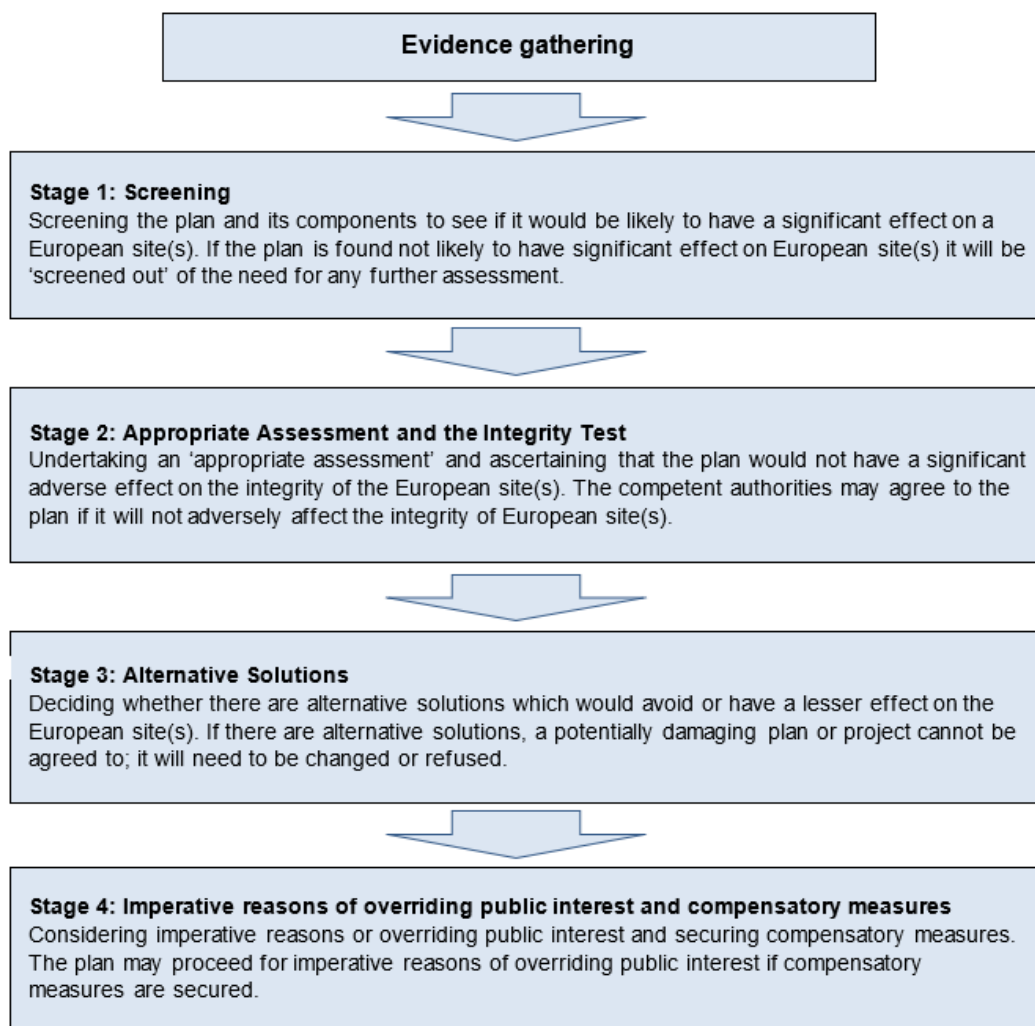 Evidence gathering
Stage 1: Screening
Screening the plan and its components to see if it would be likely to have a significant effect on a
European site(s). If the plan is found not likely to have significant effect on European site(s) it will be
‘screened out’ of the need for any further assessment.
Stage 2: Appropriate Assessment and the Integrity Test
Undertaking an ‘appropriate assessment’ and ascertaining that the plan would not have a significant
adverse effect on the integrity of the European site(s). The competent authorities may agree to the
plan if it will not adversely affect the integrity of European site(s).
Stage 3: Alternative Solutions
Deciding whether there are alternative solutions which would avoid or have a lesser effect on the
European site(s). If there are alternative solutions, a potentially damaging plan or project cannot be
agreed to; it will need to be changed or refused.
Stage 4: Imperative reasons of overriding public interest and compensatory measures
Considering imperative reasons or overriding public interest and securing compensatory measures.
The plan may proceed for imperative reasons of overriding public interest if compensatory
measures are secured.